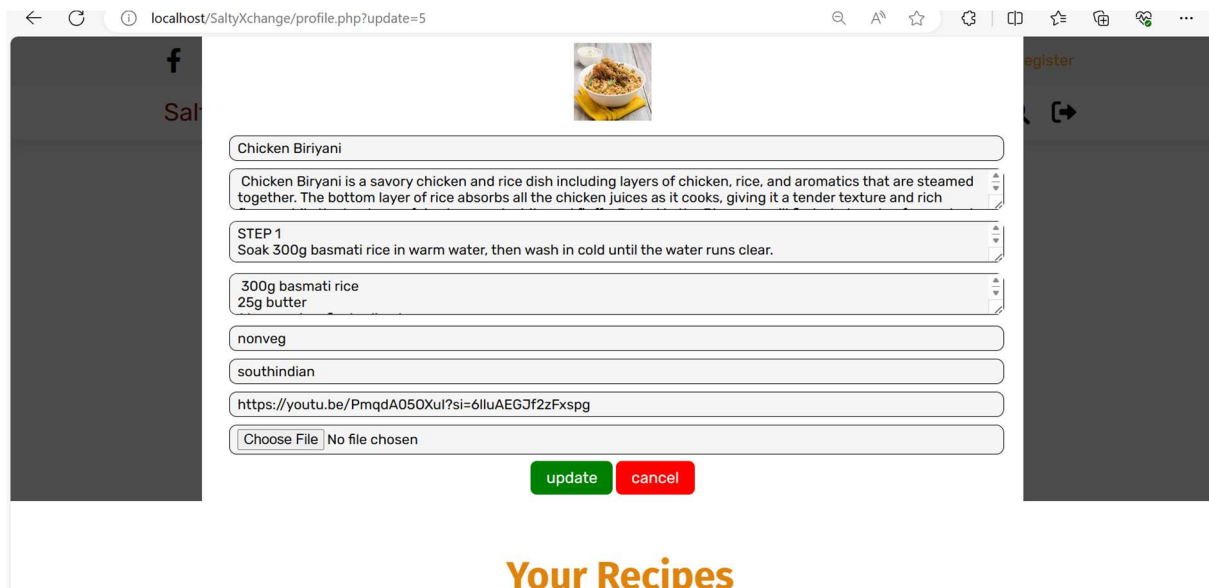 localhost/SaltyXchange/profile.php?update=5
egister
Sal
Chicken Biriyani
Chicken Biryani is a savory chicken and rice dish including layers of chicken, rice, and aromatics that are steamed
together. The bottom layer of rice absorbs all the chicken juices as it cooks, giving it a tender texture and rich
STEP 1
Soak 300g basmati rice in warm water, then wash in cold until the water runs clear.
300g basmati rice
25g butter
nonveg
southindian
https://youtu.be/PmqdA05OXuI?si=6lluAEGJf2zFxspg
Choose File No file chosen
update cancel
Your Recipes